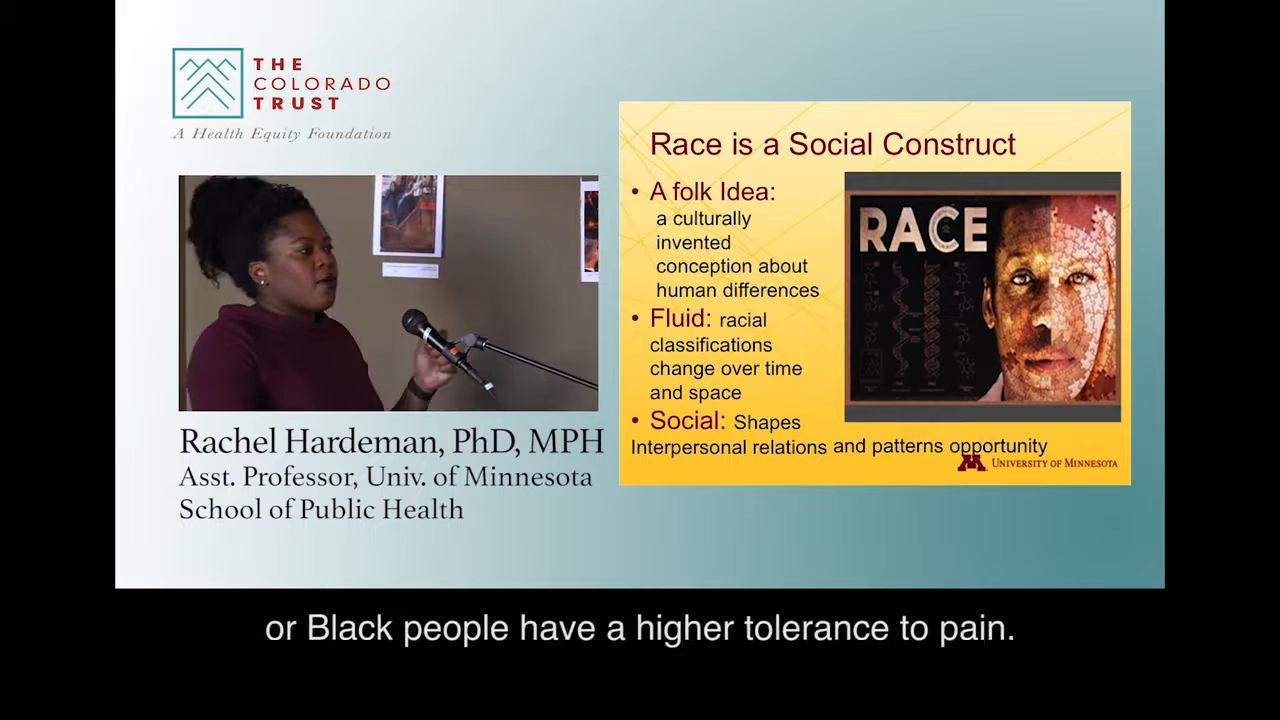 THE
COLORADO
TRUST
A Health Equity Foundation
Race is a Social Construct
• A folk Idea:
a culturally
invented
conception about
human differences
• Fluid: racial
classifications
change over time
and space
• Social: Shapes
Interpersonal relations and patterns opportunity
RACE
M UNIVERSITY OF MINNESOTA
Rachel Hardeman, PhD, MPH
Asst. Professor, Univ. of Minnesota
School of Public Health
or Black people have a higher tolerance to pain.